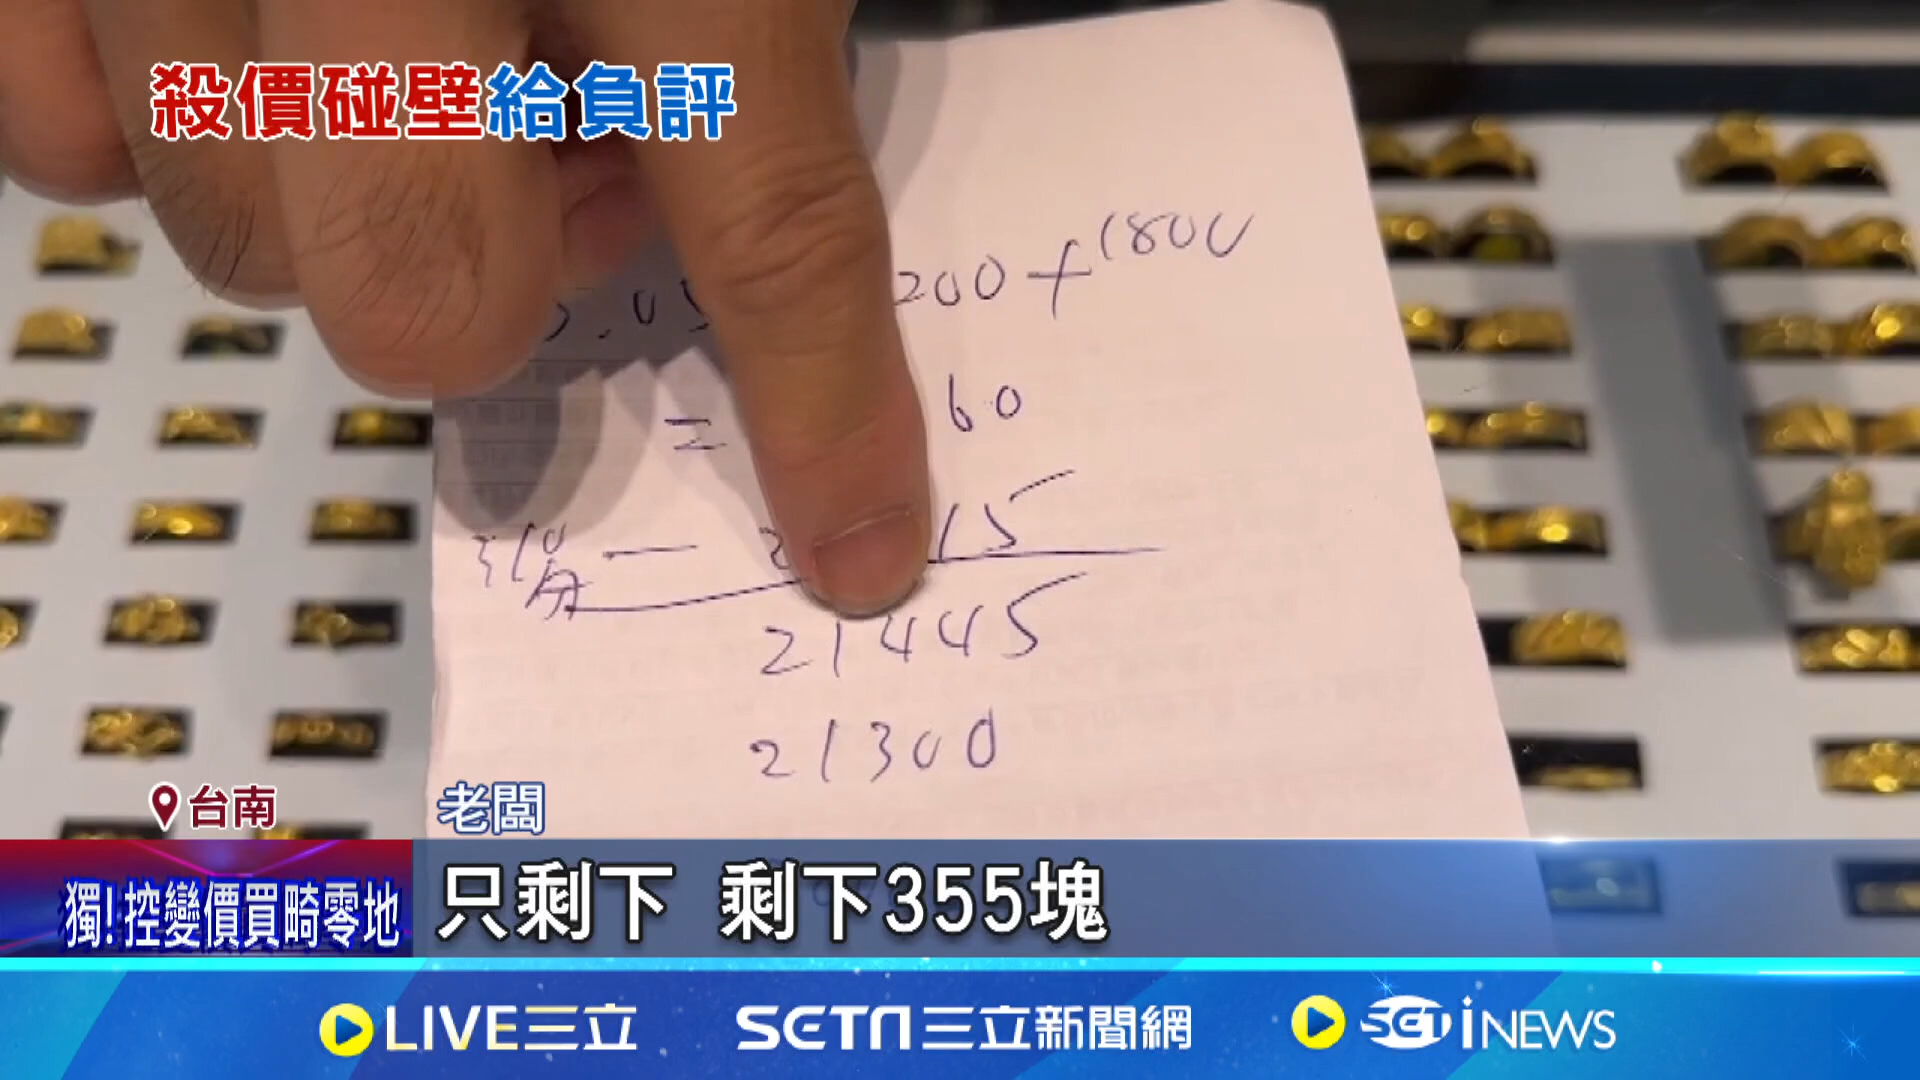 殺價碰壁給負評
200+1800
=
60
15
21445
21300
台南
老闆
獨!控變價買畸零地
只剩下 剩下355塊
LIVE三立
SETN三立新聞網
SETiNEWS